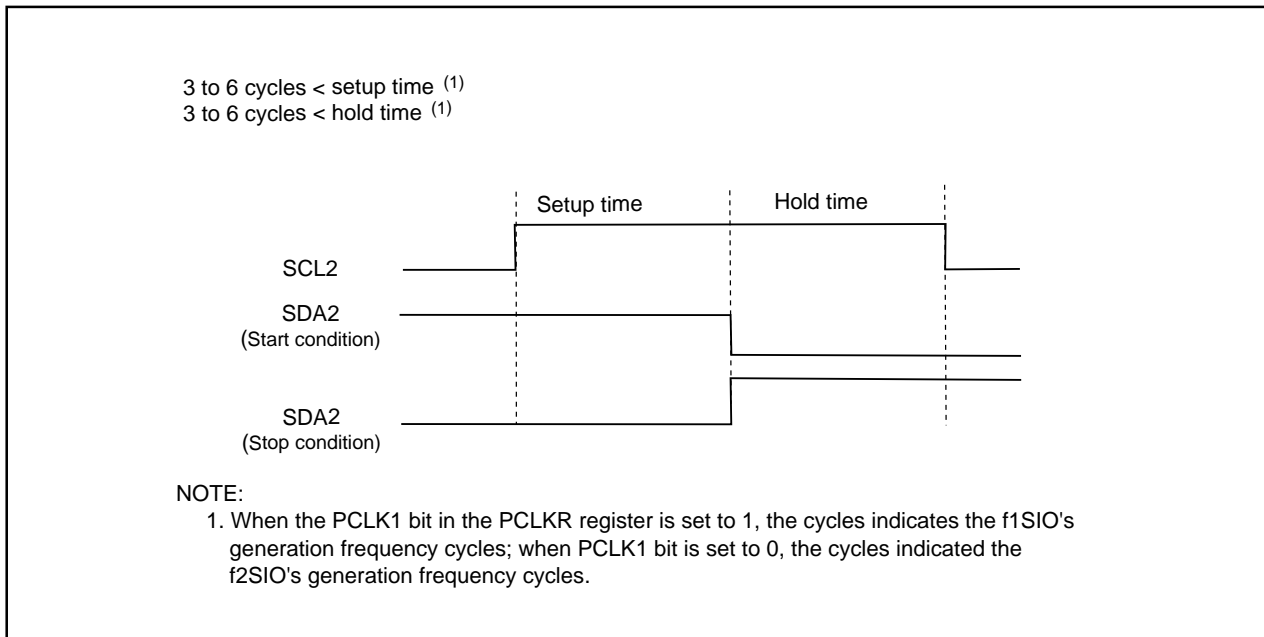 3 to 6 cycles < setup time (1)
3 to 6 cycles < hold time (1)
Setup time
Hold time
SCL2
SDA2
(Start condition)
SDA2
(Stop condition)
NOTE:
1. When the PCLK1 bit in the PCLKR register is set to 1, the cycles indicates the f1SIO's
generation frequency cycles; when PCLK1 bit is set to 0, the cycles indicated the
f2SIO's generation frequency cycles.